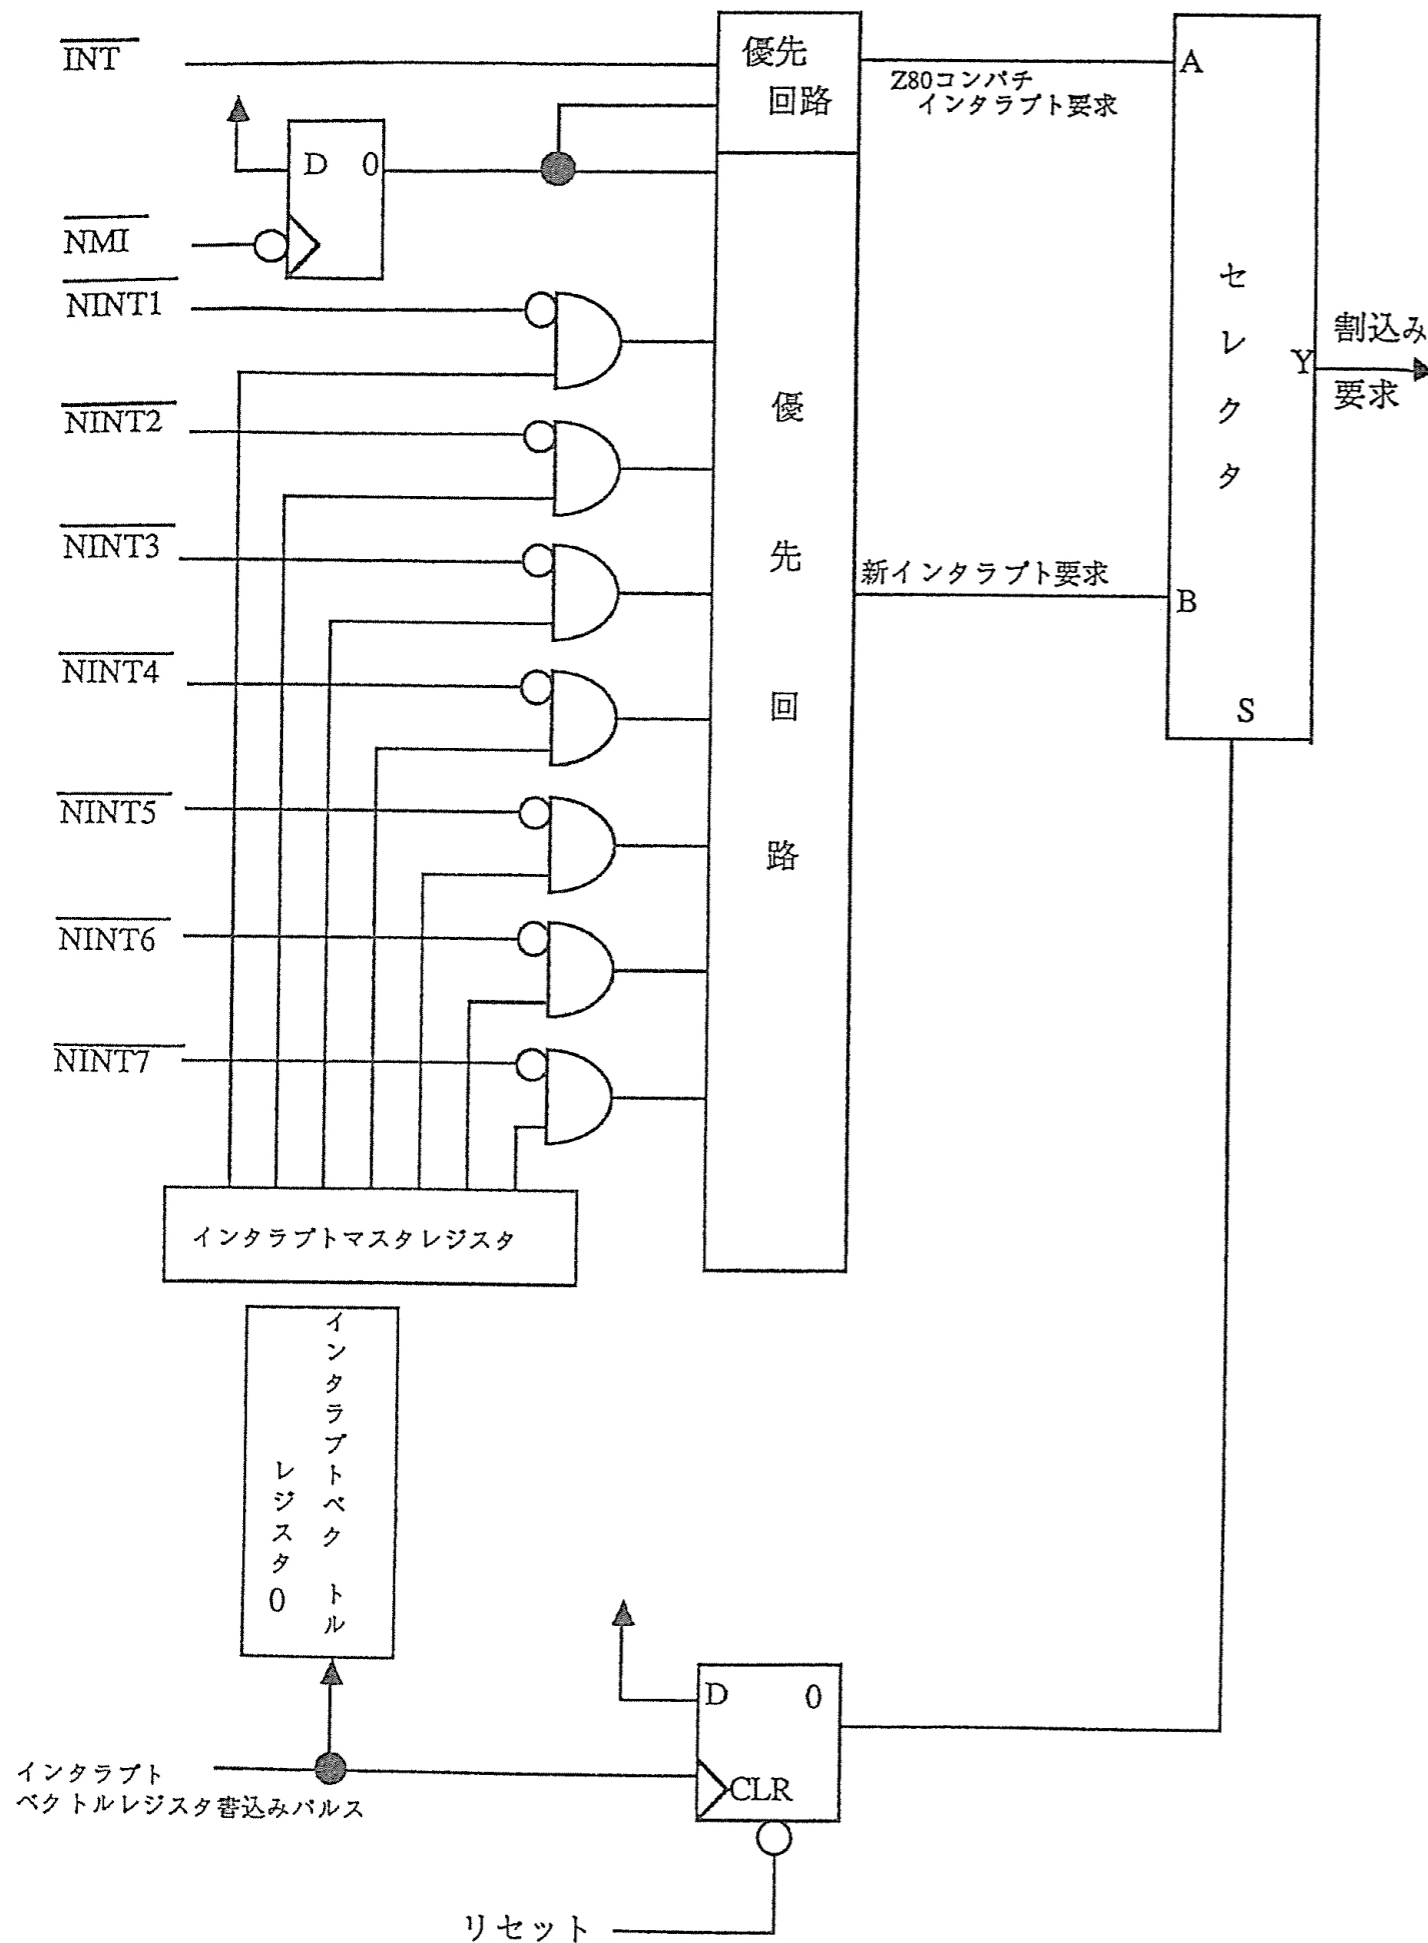 INT
優先
回路
Z80コンパチ
インタラプト要求
A
D 0
NMI
NINT1
NINT2
NINT3
NINT4
NINT5
NINT6
NINT7
優先回路
新インタラプト要求
B
セレクタ
Y
S
割込み
要求
インタラプトマスタレジスタ
インタラプトベクトル
レジスタ0
D 0
CLR
インタラプト
ベクトルレジスタ書込みパルス
リセット